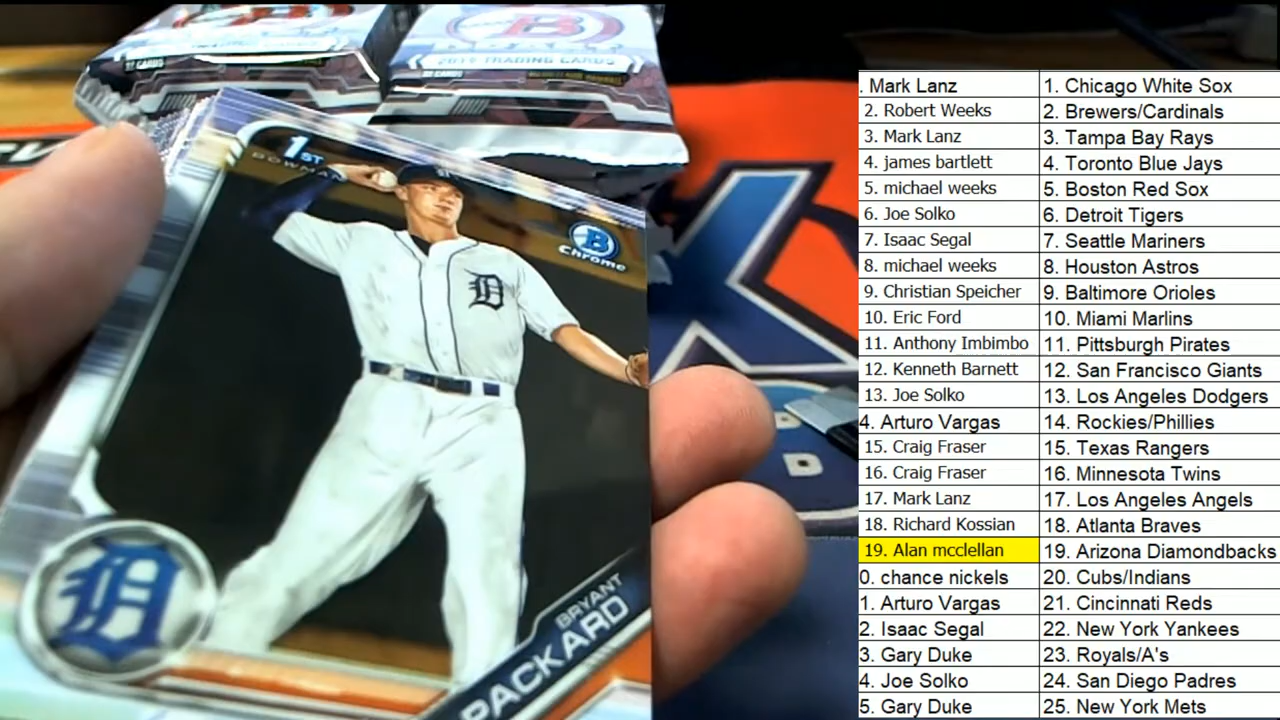 2019 TRADING CARDS
1ST
BOWMAN
B
Chrome
D
BRYANT
PACKARD
. Mark Lanz 1. Chicago White Sox
2. Robert Weeks 2. Brewers/Cardinals
3. Mark Lanz 3. Tampa Bay Rays
4. james bartlett 4. Toronto Blue Jays
5. michael weeks 5. Boston Red Sox
6. Joe Solko 6. Detroit Tigers
7. Isaac Segal 7. Seattle Mariners
8. michael weeks 8. Houston Astros
9. Christian Speicher 9. Baltimore Orioles
10. Eric Ford 10. Miami Marlins
11. Anthony Imbimbo 11. Pittsburgh Pirates
12. Kenneth Barnett 12. San Francisco Giants
13. Joe Solko 13. Los Angeles Dodgers
4. Arturo Vargas 14. Rockies/Phillies
15. Craig Fraser 15. Texas Rangers
16. Craig Fraser 16. Minnesota Twins
17. Mark Lanz 17. Los Angeles Angels
18. Richard Kossian 18. Atlanta Braves
19. Alan mcclellan 19. Arizona Diamondbacks
0. chance nickels 20. Cubs/Indians
1. Arturo Vargas 21. Cincinnati Reds
2. Isaac Segal 22. New York Yankees
3. Gary Duke 23. Royals/A's
4. Joe Solko 24. San Diego Padres
5. Gary Duke 25. New York Mets